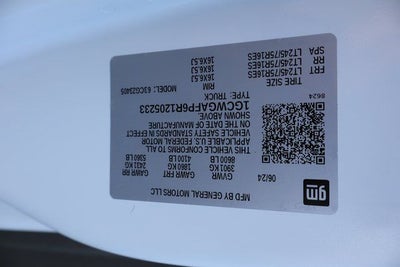 gm
MFD BY GENERAL MOTORS LLC
06/24 GVWR GAWR FRT GAWR RR
3901 KG 1860 KG 2431 KG
8600 LB 4100 LB 5360 LB
THIS VEHICLE CONFORMS TO ALL
APPLICABLE U.S. FEDERAL MOTOR
VEHICLE SAFETY STANDARDS IN EFFECT
ON THE DATE OF MANUFACTURE
SHOWN ABOVE
1GCWGAFP6R1205233
TYPE: TRUCK MODEL: 63CG23405
8624
TIRE SIZE RIM
FRT LT245/75R16ES 16X6.5J
RR LT245/75R16ES 16X6.5J
SPA LT245/75R16ES 16X6.5J